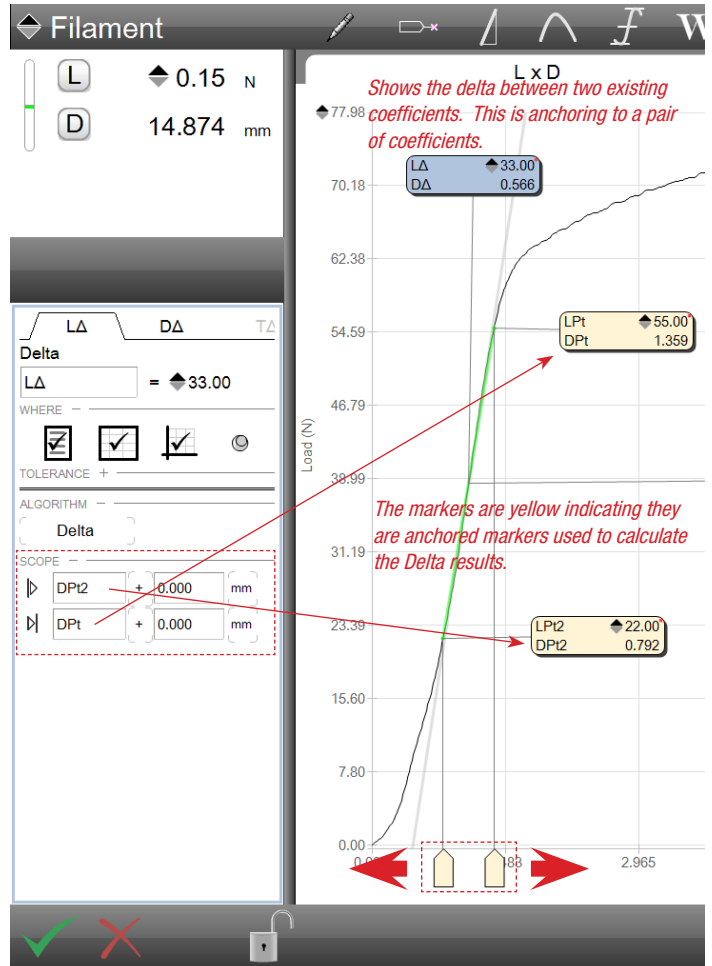 Filament
W
L 0.15 N
D 14.874 mm
L x D
Shows the delta between two existing
coefficients. This is anchoring to a pair
of coefficients.
77.98
LΔ 33.00*
DΔ 0.566
70.18
62.38
LPt 55.00*
DPt 1.359
54.59
46.79
Load (N)
38.99
The markers are yellow indicating they
are anchored markers used to calculate
the Delta results.
31.19
LPt2 22.00*
DPt2 0.792
23.39
15.60
7.80
0.00
2.965
LΔ DΔ TΔ
Delta
LΔ = 33.00
WHERE −
TOLERANCE +
ALGORITHM −
Delta
SCOPE −
DPt2 + 0.000 mm
DPt + 0.000 mm